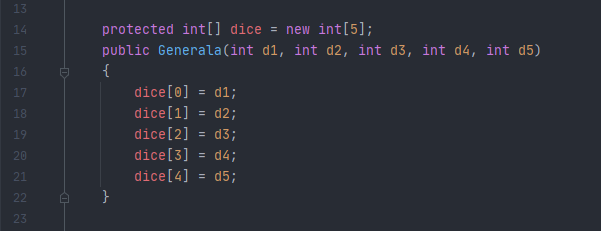 13
14 protected int[] dice = new int[5];
15 public Generala(int d1, int d2, int d3, int d4, int d5)
16 {
17 dice[0] = d1;
18 dice[1] = d2;
19 dice[2] = d3;
20 dice[3] = d4;
21 dice[4] = d5;
22 }
23